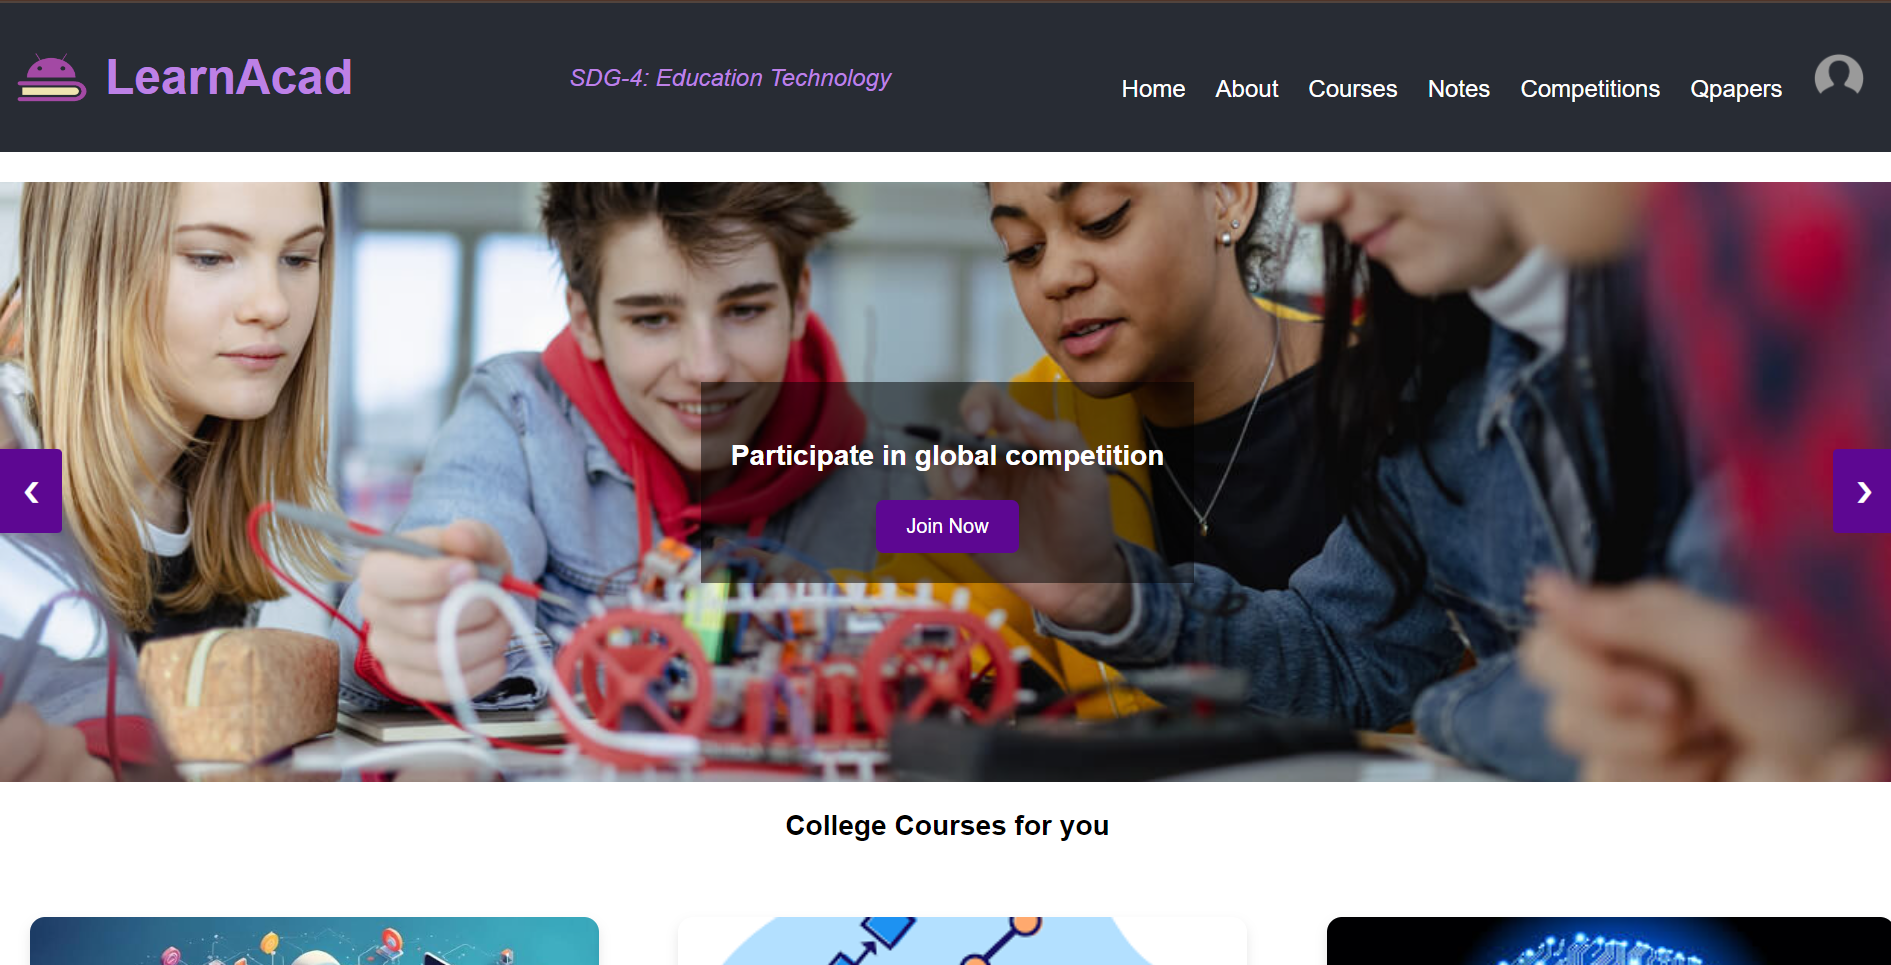 LearnAcad
SDG-4: Education Technology
Home About Courses Notes Competitions Qpapers
Participate in global competition
Join Now
College Courses for you